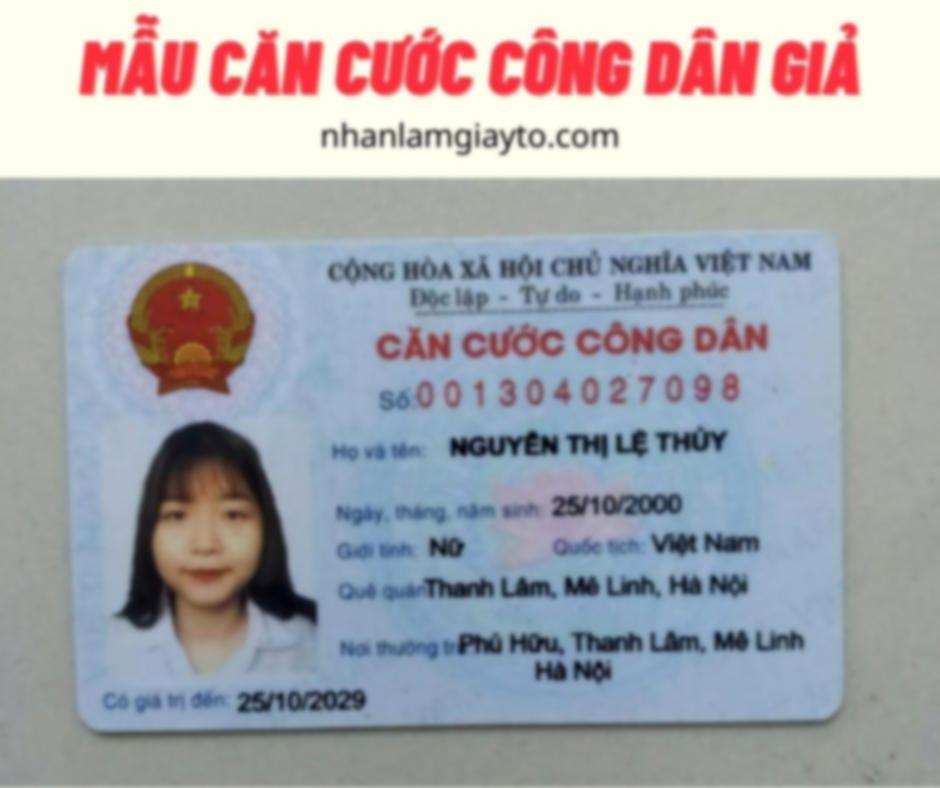 MẪU CĂN CƯỚC CÔNG DÂN GIẢ
nhanlamgiayto.com
CỘNG HÒA XÃ HỘI CHỦ NGHĨA VIỆT NAM
Độc lập - Tự do - Hạnh phúc
CĂN CƯỚC CÔNG DÂN
Số: 001304027098
Họ và tên: NGUYỄN THỊ LỆ THỦY
Ngày, tháng, năm sinh: 25/10/2000
Giới tính: Nữ Quốc tịch: Việt Nam
Quê quán Thanh Lâm, Mê Linh, Hà Nội
Nơi thường trú Phú Hữu, Thanh Lâm, Mê Linh
Hà Nội
Có giá trị đến: 25/10/2029